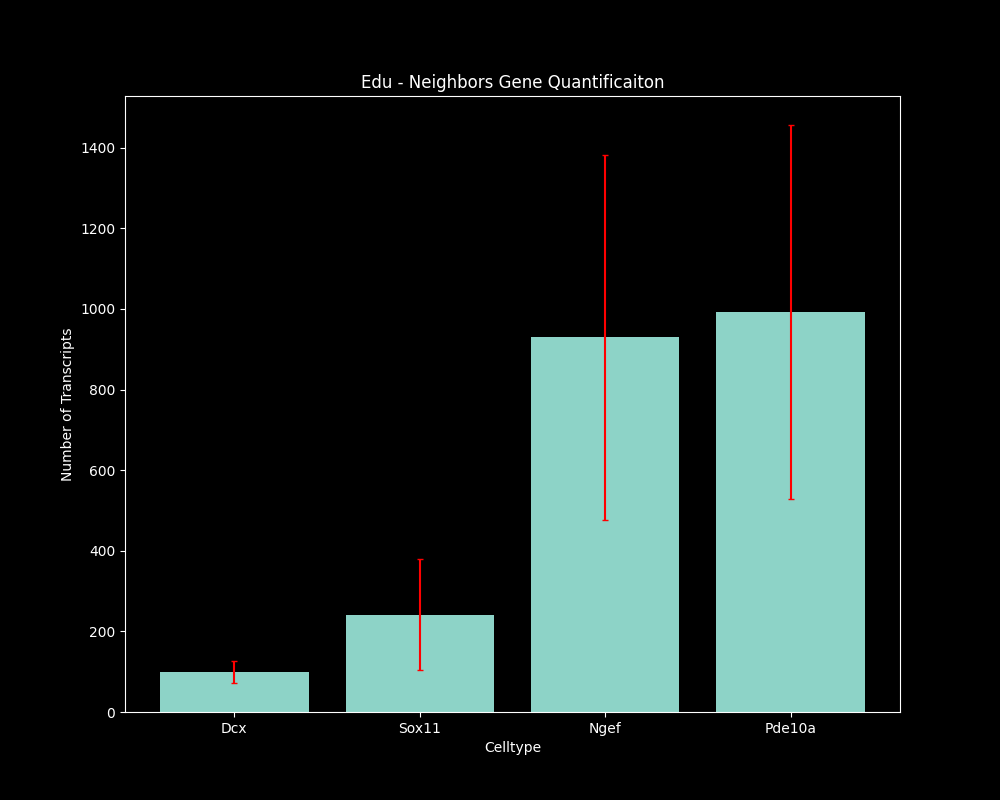 Edu - Neighbors Gene Quantificaiton
1400
1200
1000
800
600
400
200
0
Number of Transcripts
Dcx Sox11 Ngef Pde10a
Celltype